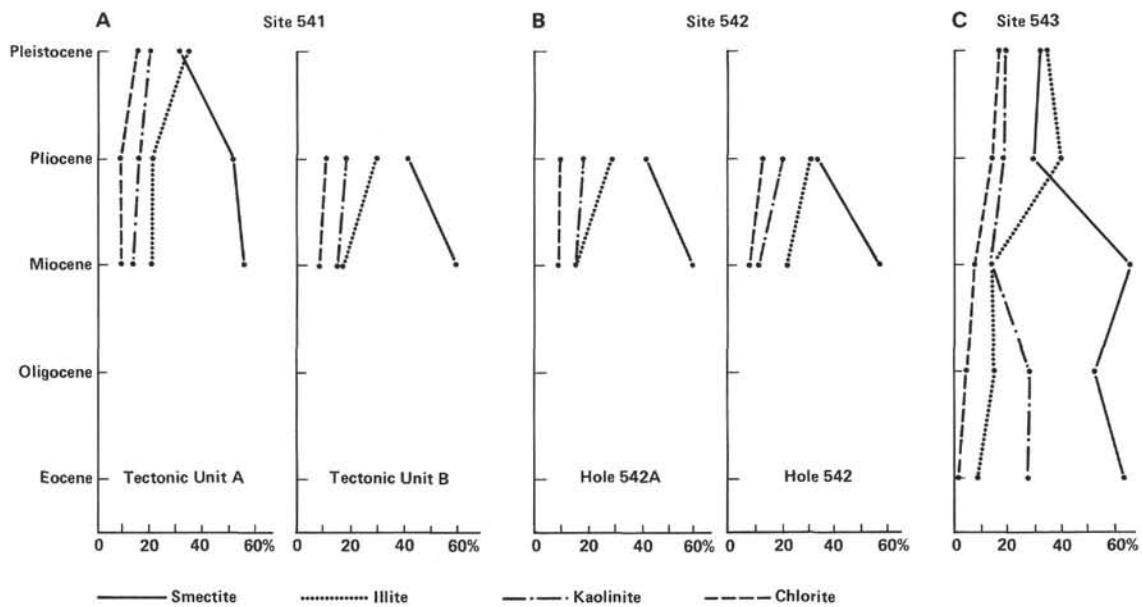 A Site 541 B Site 542 C Site 543
Pleistocene
Pliocene
Miocene
Oligocene
Eocene
Tectonic Unit A Tectonic Unit B Hole 542A Hole 542
0 20 40 60% 0 20 40 60% 0 20 40 60% 0 20 40 60% 0 20 40 60%
Smectite Illite Kaolinite Chlorite